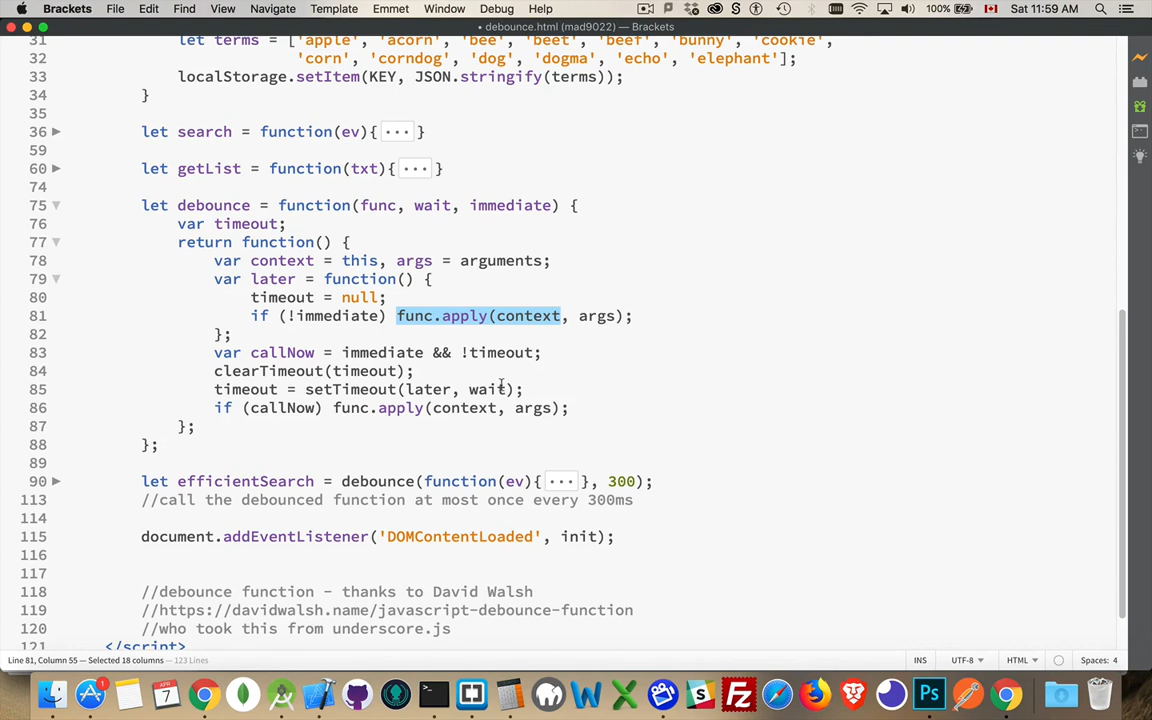 Brackets File Edit Find View Navigate Template Emmet Window Debug Help 100% Sat 11:59 AM
• debounce.html (mad9022) — Brackets
31 let terms = ['apple', 'acorn', 'bee', 'beet', 'beef', 'bunny', 'cookie',
32 'corn', 'corndog', 'dog', 'dogma', 'echo', 'elephant'];
33 localStorage.setItem(KEY, JSON.stringify(terms));
34 }
35
36 let search = function(ev){ ... }
59
60 let getList = function(txt){ ... }
74
75 let debounce = function(func, wait, immediate) {
76 var timeout;
77 return function() {
78 var context = this, args = arguments;
79 var later = function() {
80 timeout = null;
81 if (!immediate) func.apply(context, args);
82 };
83 var callNow = immediate && !timeout;
84 clearTimeout(timeout);
85 timeout = setTimeout(later, wait);
86 if (callNow) func.apply(context, args);
87 };
88 };
89
90 let efficientSearch = debounce(function(ev){ ... }, 300);
113 //call the debounced function at most once every 300ms
114
115 document.addEventListener('DOMContentLoaded', init);
116
117
118 //debounce function - thanks to David Walsh
119 //https://davidwalsh.name/javascript-debounce-function
120 //who took this from underscore.js
121 </script>
Line 81, Column 55 — Selected 18 columns — 123 Lines INS UTF-8 HTML Spaces: 4